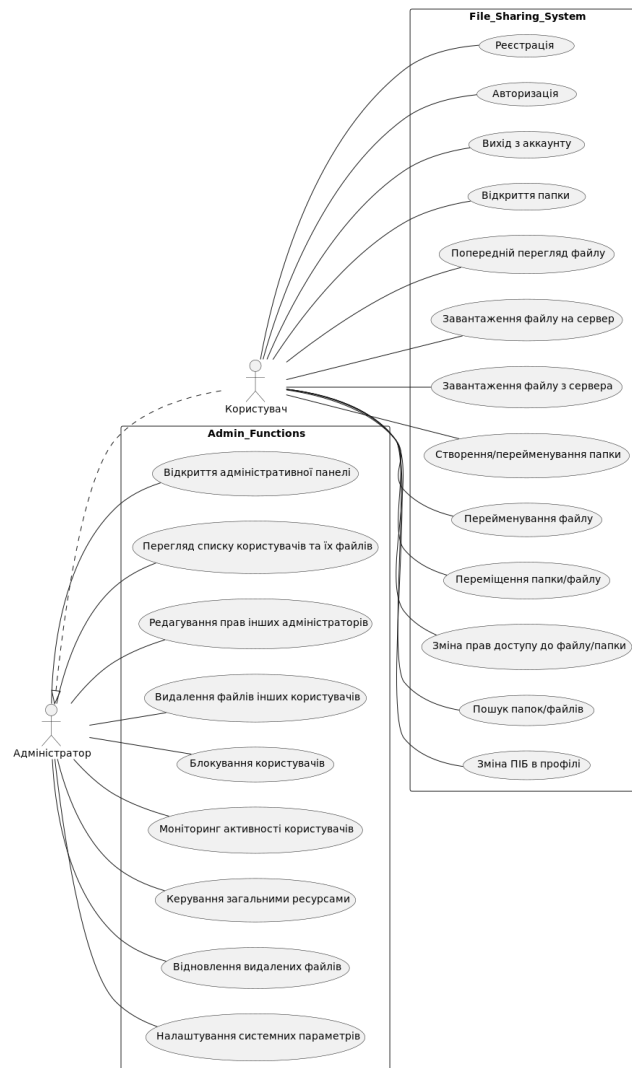 File_Sharing_System
Реєстрація
Авторизація
Вихід з аккаунту
Відкриття папки
Попередній перегляд файлу
Завантаження файлу на сервер
Завантаження файлу з сервера
Користувач
Створення/перейменування папки
Перейменування файлу
Переміщення папки/файлу
Зміна прав доступу до файлу/папки
Пошук папок/файлів
Зміна ПІБ в профілі
Admin_Functions
Відкриття адміністративної панелі
Перегляд списку користувачів та їх файлів
Редагування прав інших адміністраторів
Видалення файлів інших користувачів
Адміністратор
Блокування користувачів
Моніторинг активності користувачів
Керування загальними ресурсами
Відновлення видалених файлів
Налаштування системних параметрів